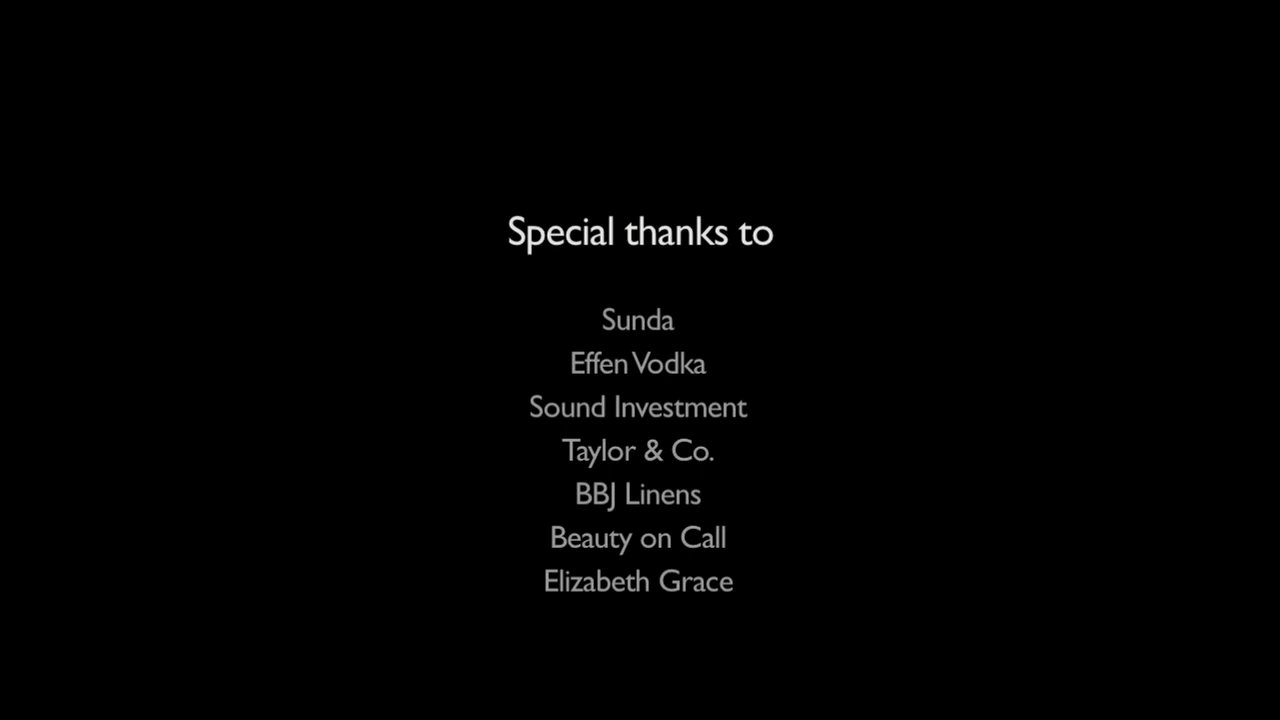 Special thanks to
Sunda
Effen Vodka
Sound Investment
Taylor & Co.
BBJ Linens
Beauty on Call
Elizabeth Grace